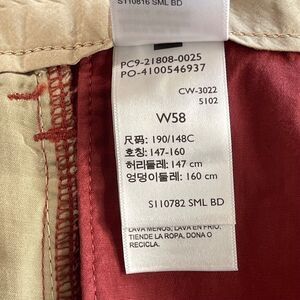 S110816 SML BD
PC9-21808-0025
PO-4100546937
CW-3022
5102
W58
尺码: 190/148C
호칭: 147-160
허리둘레: 147 cm
엉덩이둘레: 160 cm
S110782 SML BD
LAVA MENOS, LAVA EN FRÍO,
TIENDE LA ROPA, DONA O
RECICLA.